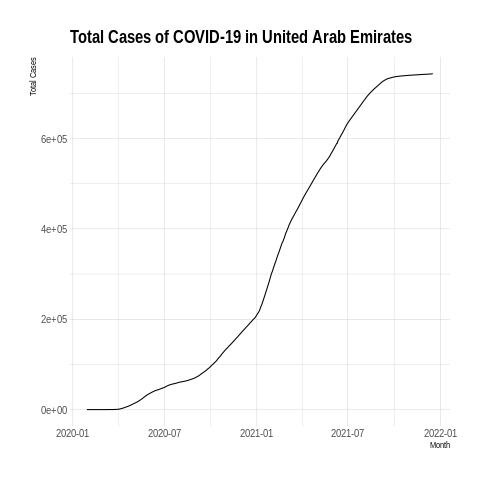 Total Cases of COVID-19 in United Arab Emirates
Total Cases
6e+05
4e+05
2e+05
0e+00
2020-01 2020-07 2021-01 2021-07 2022-01
Month